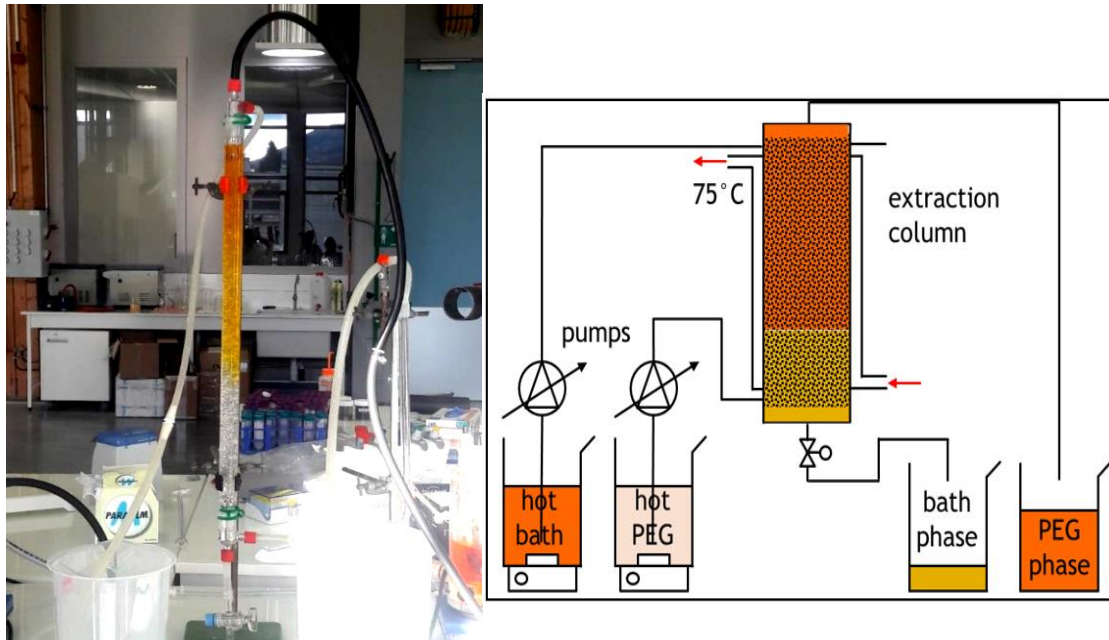 PARAFILM
75°C
extraction
column
pumps
hot
bath
hot
PEG
bath
phase
PEG
phase